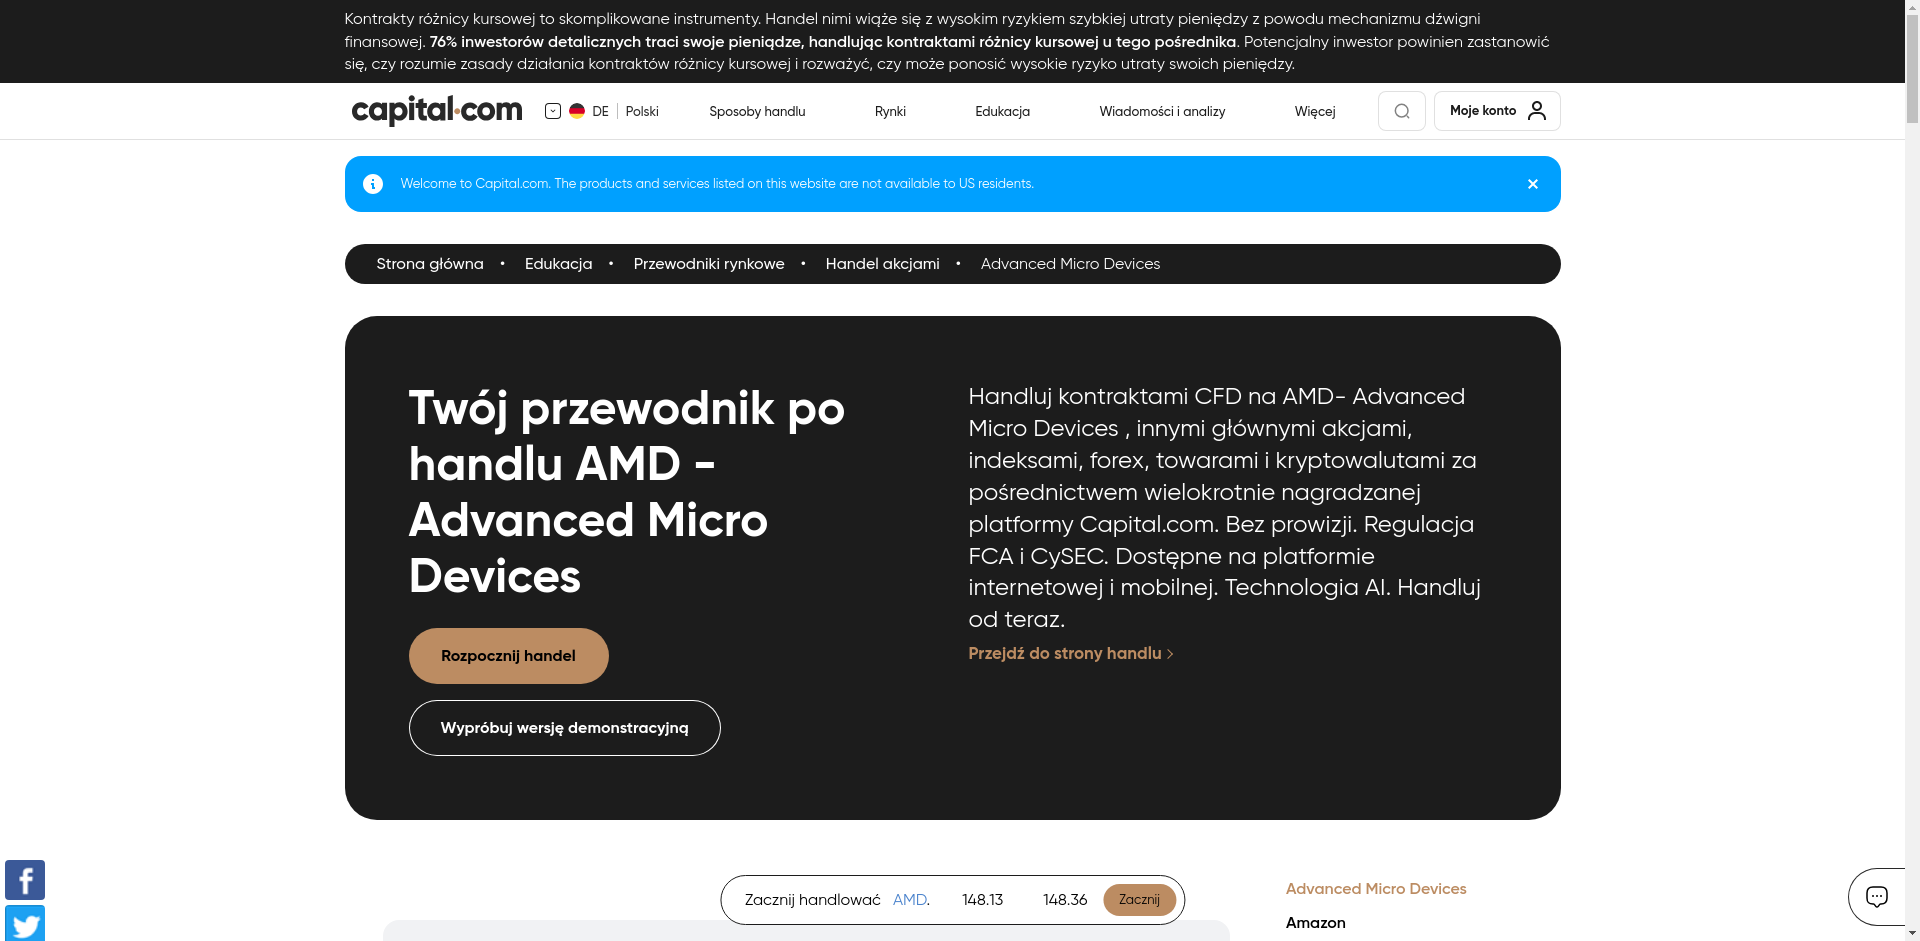 Kontrakty różnicy kursowej to skomplikowane instrumenty. Handel nimi wiąże się z wysokim ryzykiem szybkiej utraty pieniędzy z powodu mechanizmu dźwigni
finansowej. 76% inwestorów detalicznych traci swoje pieniądze, handlując kontraktami różnicy kursowej u tego pośrednika. Potencjalny inwestor powinien zastanowić
się, czy rozumie zasady działania kontraktów różnicy kursowej i rozważyć, czy może ponosić wysokie ryzyko utraty swoich pieniędzy.
capital.com
DE
Polski
Sposoby handlu
Rynki
Edukacja
Wiadomości i analizy
Więcej
Moje konto
Welcome to Capital.com. The products and services listed on this website are not available to US residents.
Strona główna • Edukacja • Przewodniki rynkowe • Handel akcjami • Advanced Micro Devices
Twój przewodnik po
handlu AMD -
Advanced Micro
Devices
Rozpocznij handel
Wypróbuj wersję demonstracyjną
Handluj kontraktami CFD na AMD- Advanced
Micro Devices , innymi głównymi akcjami,
indeksami, forex, towarami i kryptowalutami za
pośrednictwem wielokrotnie nagradzanej
platformy Capital.com. Bez prowizji. Regulacja
FCA i CySEC. Dostępne na platformie
internetowej i mobilnej. Technologia AI. Handluj
od teraz.
Przejdź do strony handlu
Zacznij handlować AMD. 148.13 148.36 Zacznij
Advanced Micro Devices
Amazon